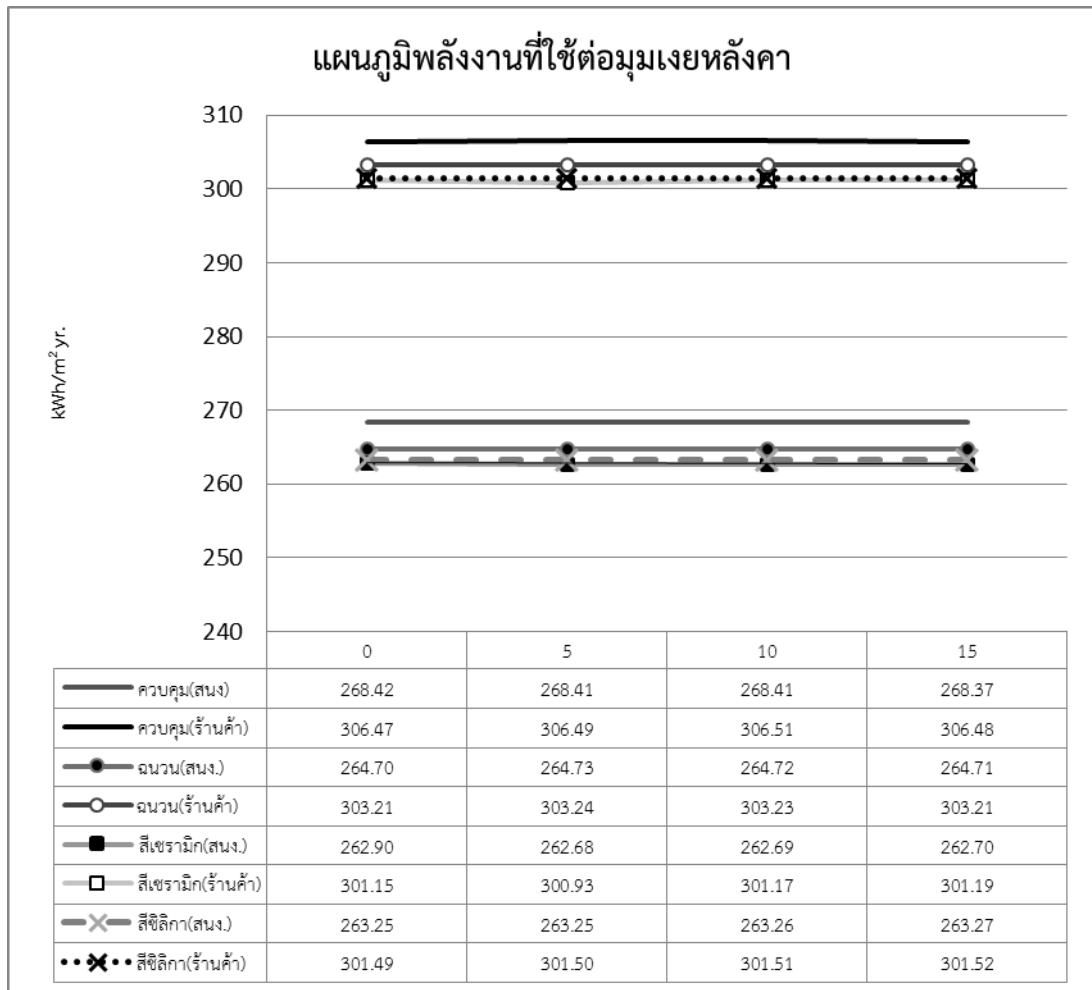 แผนภูมิพลังงานที่ใช้ต่อมุมเงยหลังคา
kWh/m² yr.
310
300
290
280
270
260
250
240
0 5 10 15
ควบคุม(สนง) 268.42 268.41 268.41 268.37
ควบคุม(ร้านค้า) 306.47 306.49 306.51 306.48
ฉนวน(สนง.) 264.70 264.73 264.72 264.71
ฉนวน(ร้านค้า) 303.21 303.24 303.23 303.21
สีเซรามิก(สนง.) 262.90 262.68 262.69 262.70
สีเซรามิก(ร้านค้า) 301.15 300.93 301.17 301.19
สีซิลิกา(สนง.) 263.25 263.25 263.26 263.27
สีซิลิกา(ร้านค้า) 301.49 301.50 301.51 301.52